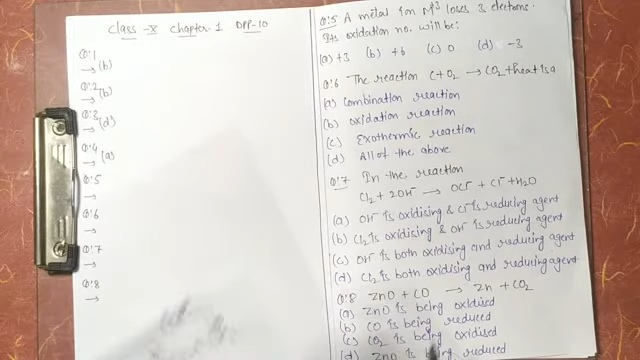 Class -X Chapter-1 DPP-10
Q:1
→ (b)
Q:2
→ (b)
Q:3
→ (d)
Q:4
→ (a)
Q:5
→
Q:6
→
Q:7
→
Q:8
→
Q:5 A metal ion M⁺³ loses 3 electrons.
Its oxidation no. will be:
(a) +3 (b) +6 (c) 0 (d) -3
Q:6 The reaction C+O₂ → CO₂+heat is a
(a) Combination reaction
(b) oxidation reaction
(c) Exothermic reaction
(d) All of the above
Q:7 In the reaction
Cl₂ + 2OH⁻ → OCl⁻ + Cl⁻ + H₂O
(a) OH⁻ is oxidising & Cl⁻ is reducing agent
(b) Cl₂ is oxidising & OH⁻ is reducing agent
(c) OH⁻ is both oxidising and reducing agent
(d) Cl₂ is both oxidising and reducing agent
Q:8 ZnO + CO → Zn + CO₂
(a) ZnO is being oxidised
(b) CO is being reduced
(c) CO₂ is being oxidised
(d) ZnO is being reduced